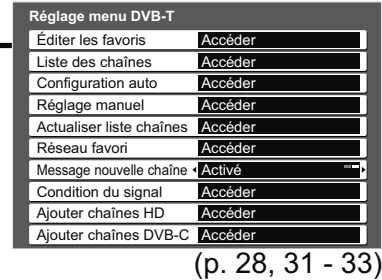 Réglage menu DVB-T
Éditer les favoris Accéder
Liste des chaînes Accéder
Configuration auto Accéder
Réglage manuel Accéder
Actualiser liste chaînes Accéder
Réseau favori Accéder
Message nouvelle chaîne Activé
Condition du signal Accéder
Ajouter chaînes HD Accéder
Ajouter chaînes DVB-C Accéder
(p. 28, 31 - 33)